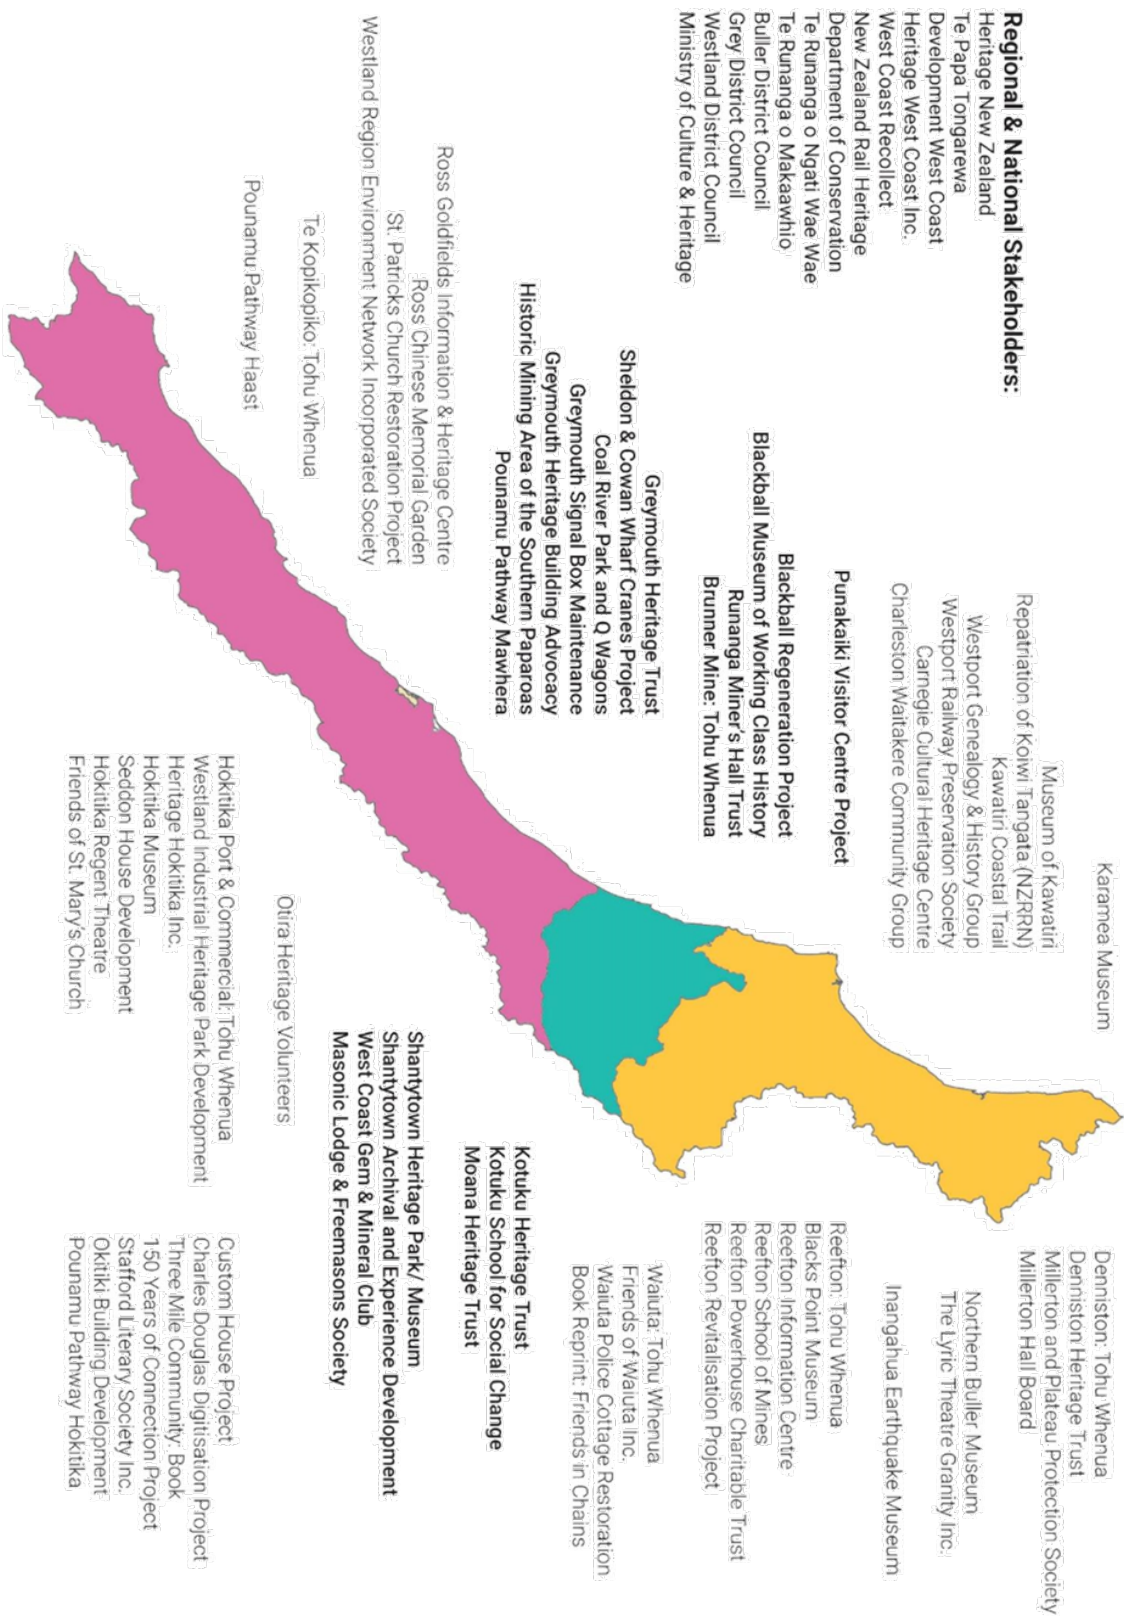 Regional & National Stakeholders:
Heritage New Zealand
Te Papa Tongarewa
Development West Coast
Heritage West Coast Inc.
West Coast Recollect
New Zealand Rail Heritage
Department of Conservation
Te Runanga o Ngati Wae Wae
Te Runanga o Makaawhio
Buller District Council
Grey District Council
Westland District Council
Ministry of Culture & Heritage
Karamea Museum
Museum of Kawatiri
Repatriation of Koiwi Tangata (NZRRN)
Kawatiri Coastal Trail
Westport Genealogy & History Group
Westport Railway Preservation Society
Carnegie Cultural Heritage Centre
Charleston Waitakere Community Group
Punakaiki Visitor Centre Project
Blackball Regeneration Project
Blackball Museum of Working Class History
Runanga Miner's Hall Trust
Brunner Mine: Tohu Whenua
Greymouth Heritage Trust
Sheldon & Cowan Wharf Cranes Project
Coal River Park and Q Wagons
Greymouth Signal Box Maintenance
Greymouth Heritage Building Advocacy
Historic Mining Area of the Southern Paparoas
Pounamu Pathway Mawhera
Ross Goldfields Information & Heritage Centre
Ross Chinese Memorial Garden
St. Patricks Church Restoration Project
Westland Region Environment Network Incorporated Society
Te Kopikopiko: Tohu Whenua
Pounamu Pathway Haast
Denniston: Tohu Whenua
Denniston Heritage Trust
Millerton and Plateau Protection Society
Millerton Hall Board
Northern Buller Museum
The Lyric Theatre Granity Inc.
Inangahua Earthquake Museum
Reefton: Tohu Whenua
Blacks Point Museum
Reefton Information Centre
Reefton School of Mines
Reefton Powerhouse Charitable Trust
Reefton Revitalisation Project
Waiuta: Tohu Whenua
Friends of Waiuta Inc.
Waiuta Police Cottage Restoration
Book Reprint: Friends in Chains
Kotuku Heritage Trust
Kotuku School for Social Change
Moana Heritage Trust
Shantytown Heritage Park/ Museum
Shantytown Archival and Experience Development
West Coast Gem & Mineral Club
Masonic Lodge & Freemasons Society
Otira Heritage Volunteers
Hokitika Port & Commercial: Tohu Whenua
Westland Industrial Heritage Park Development
Heritage Hokitika Inc.
Hokitika Museum
Seddon House Development
Hokitika Regent Theatre
Friends of St. Mary's Church
Custom House Project
Charles Douglas Digitisation Project
Three Mile Community: Book
150 Years of Connection Project
Stafford Literary Society Inc.
Okitiki Building Development
Pounamu Pathway Hokitika